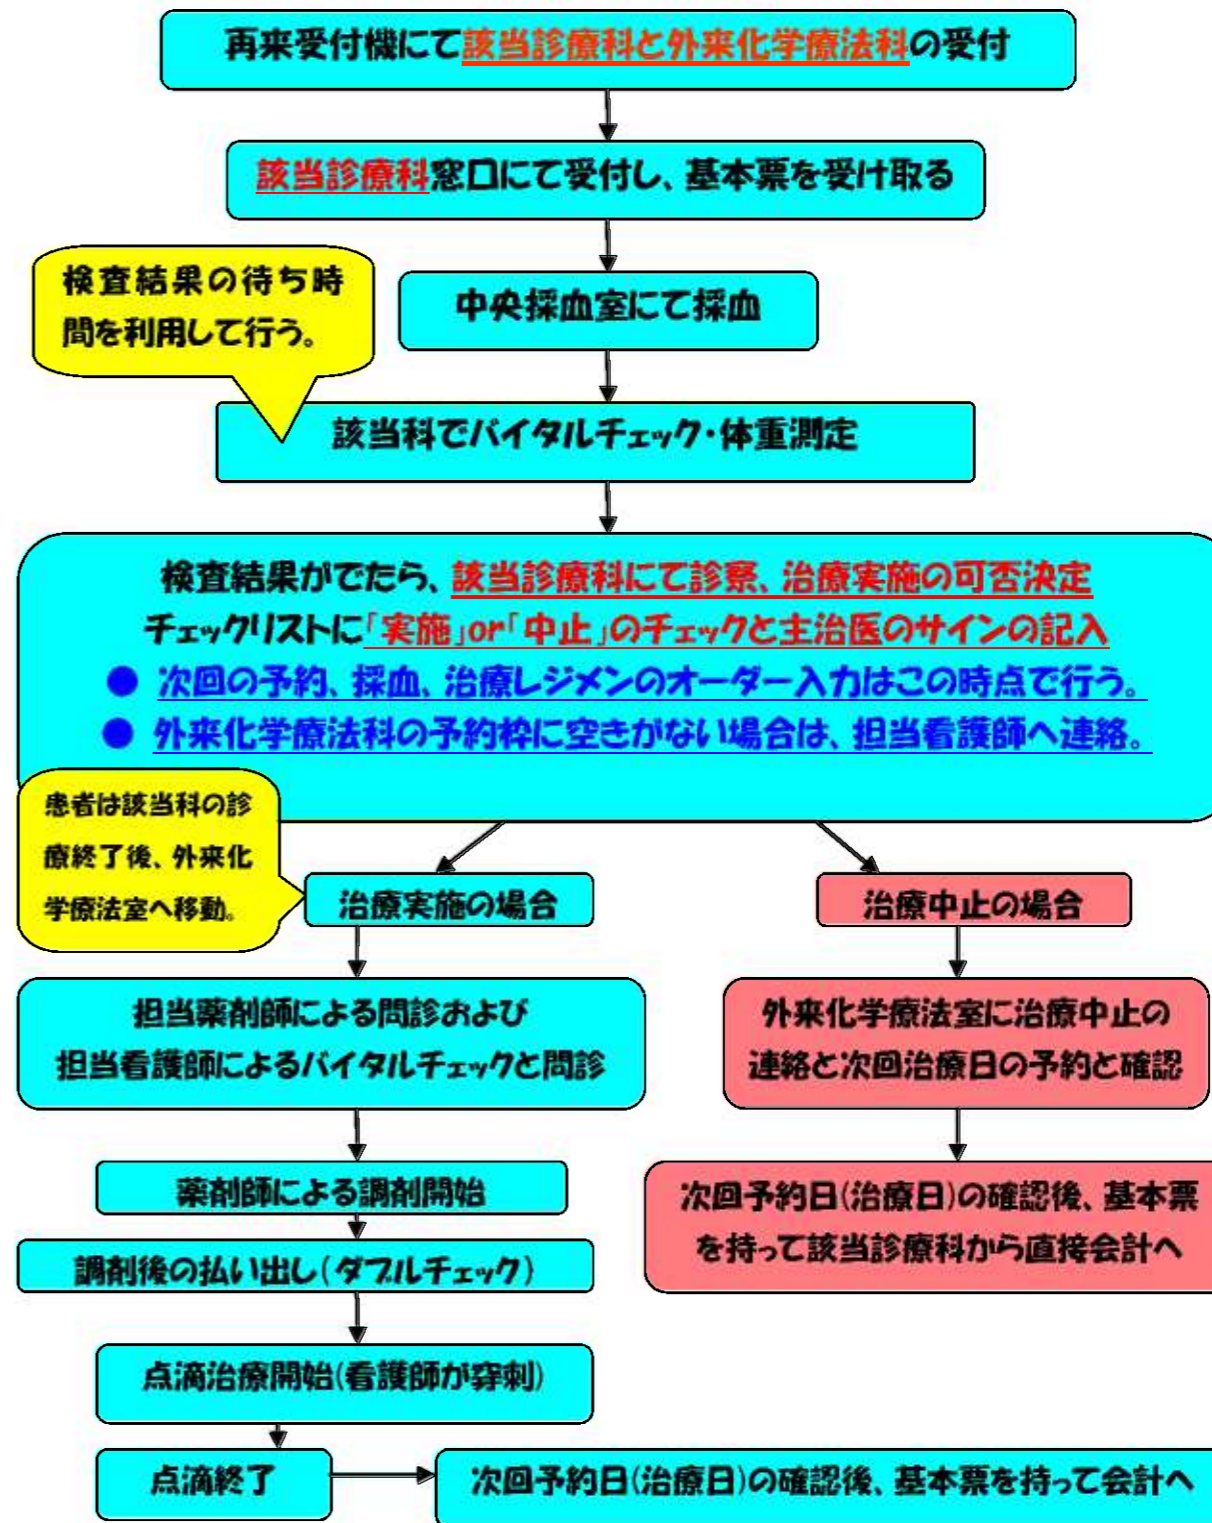 再来受付機にて該当診療科と外来化学療法科の受付
該当診療科窓口にて受付し、基本票を受け取る
検査結果の待ち時
間を利用して行う。
中央採血室にて採血
該当科でバイタルチェック・体重測定
検査結果がでたら、該当診療科にて診察、治療実施の可否決定
チェックリストに「実施」or「中止」のチェックと主治医のサインの記入
● 次回の予約、採血、治療レジメンのオーダー入力はこの時点で行う。
● 外来化学療法科の予約枠に空きがない場合は、担当看護師へ連絡。
患者は該当科の診
療終了後、外来化
学療法室へ移動。
治療実施の場合
治療中止の場合
担当薬剤師による問診および
担当看護師によるバイタルチェックと問診
外来化学療法室に治療中止の
連絡と次回治療日の予約と確認
薬剤師による調剤開始
次回予約日(治療日)の確認後、基本票
を持って該当診療科から直接会計へ
調剤後の払い出し(ダブルチェック)
点滴治療開始(看護師が穿刺)
点滴終了
次回予約日(治療日)の確認後、基本票を持って会計へ